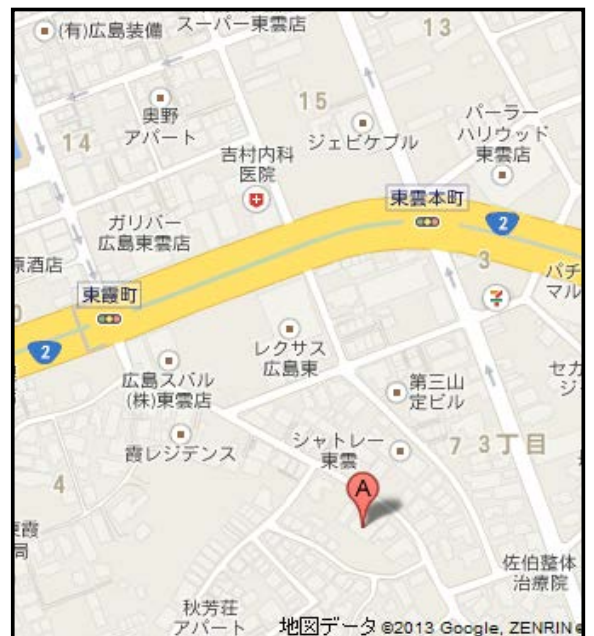 (有)広島装備
スーパー東雲店
13
奥野
アパート
15
14
ジェビケブル
パーラー
ハリウッド
東雲店
吉村内科
医院
東雲本町
2
ガリバー
広島東雲店
原酒店
3
パチ
マル
東霞町
7
2
レクサス
広島東
広島スバル
(株)東雲店
第三山
定ビル
セカ
ジ
霞レジデンス
シャトレー
東雲
7
3丁目
4
A
東霞
局
佐伯整体
治療院
秋芳荘
アパート
地図データ ©2013 Google, ZENRIN